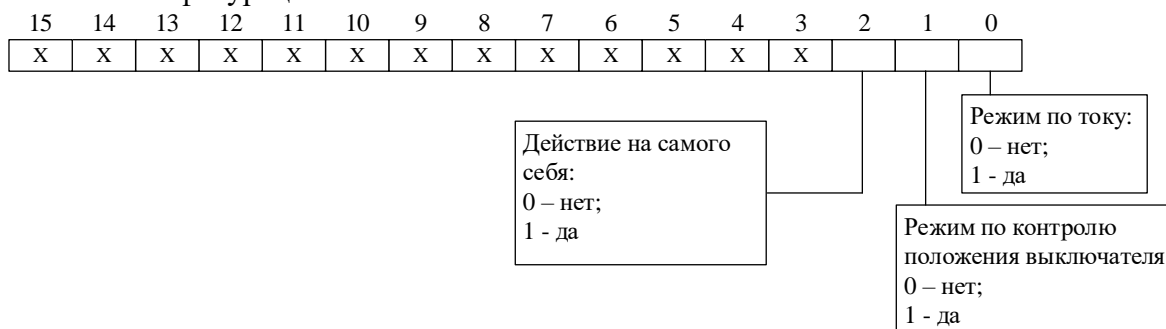 15 14 13 12 11 10 9 8 7 6 5 4 3 2 1 0
X X X X X X X X X X X X X
Режим по току:
0 – нет;
1 - да
Действие на самого
себя:
0 – нет;
1 - да
Режим по контролю
положения выключателя
0 – нет;
1 - да